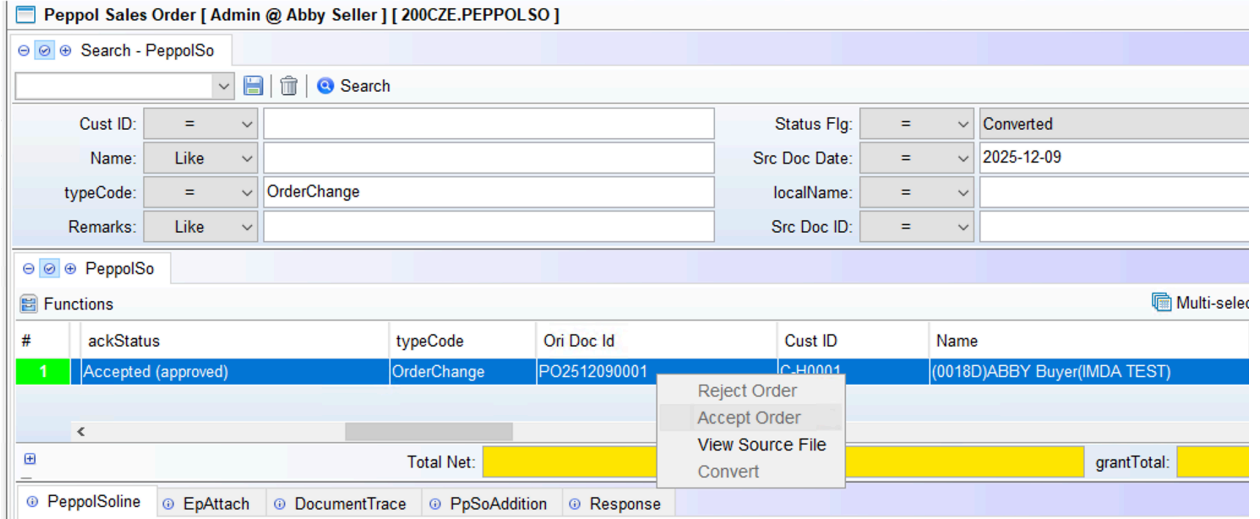 Peppol Sales Order [ Admin @ Abby Seller ] [ 200CZE.PEPPOLSO ]
Search - PeppolSo
Search
Cust ID: = Status Flg: = Converted
Name: Like Src Doc Date: = 2025-12-09
typeCode: = OrderChange localName: =
Remarks: Like Src Doc ID: =
PeppolSo
Functions Multi-selec
# ackStatus typeCode Ori Doc Id Cust ID Name
1 Accepted (approved) OrderChange PO2512090001 C-H0001 (0018D)ABBY Buyer(IMDA TEST)
Reject Order
Accept Order
View Source File
Convert
Total Net: grantTotal:
PeppolSoline EpAttach DocumentTrace PpSoAddition Response